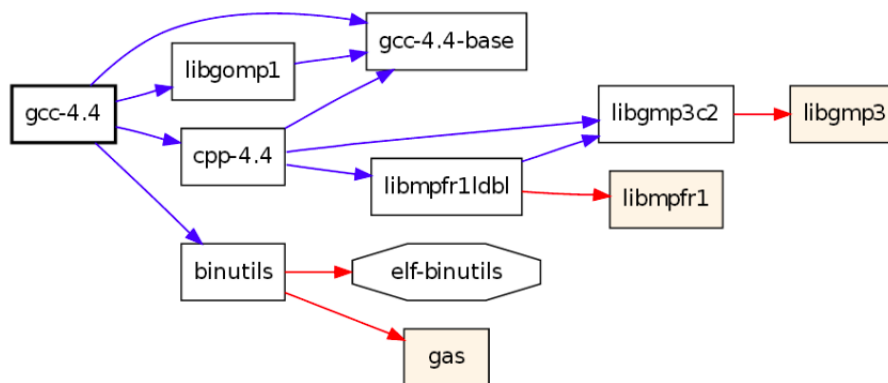 gcc-4.4-base
libgomp1
gcc-4.4
libgmp3c2
libgmp3
cpp-4.4
libmpfr1ldbl
libmpfr1
binutils
elf-binutils
gas